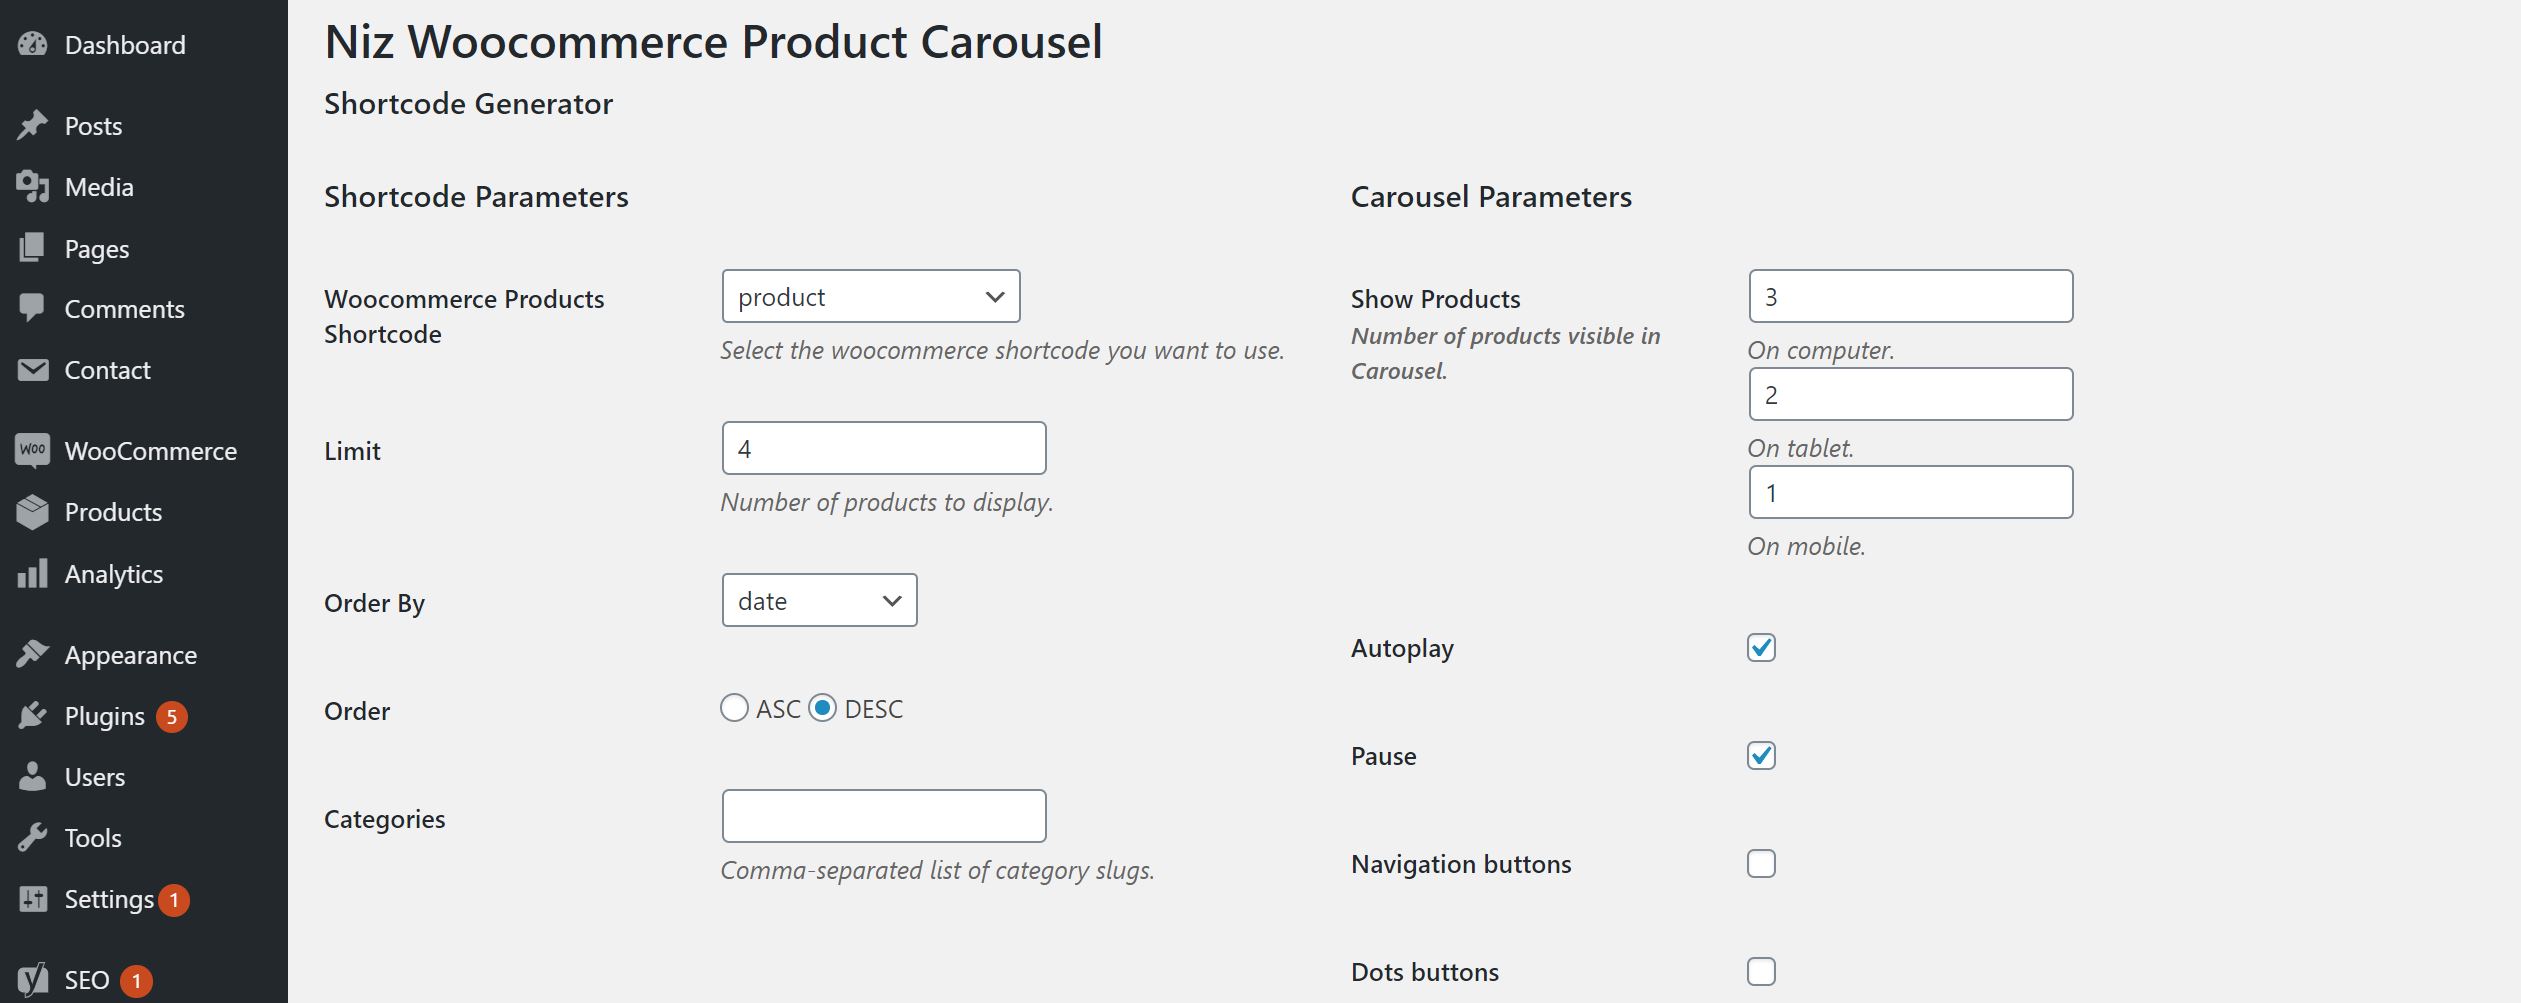 Dashboard
Posts
Media
Pages
Comments
Contact
WOO WooCommerce
Products
Analytics
Appearance
Plugins 5
Users
Tools
Settings 1
SEO 1
Niz Woocommerce Product Carousel
Shortcode Generator
Shortcode Parameters
Woocommerce Products
Shortcode
product
Select the woocommerce shortcode you want to use.
Limit
4
Number of products to display.
Order By
date
Order
ASC DESC
Categories
Comma-separated list of category slugs.
Carousel Parameters
Show Products
Number of products visible in
Carousel.
3
On computer.
2
On tablet.
1
On mobile.
Autoplay
Pause
Navigation buttons
Dots buttons